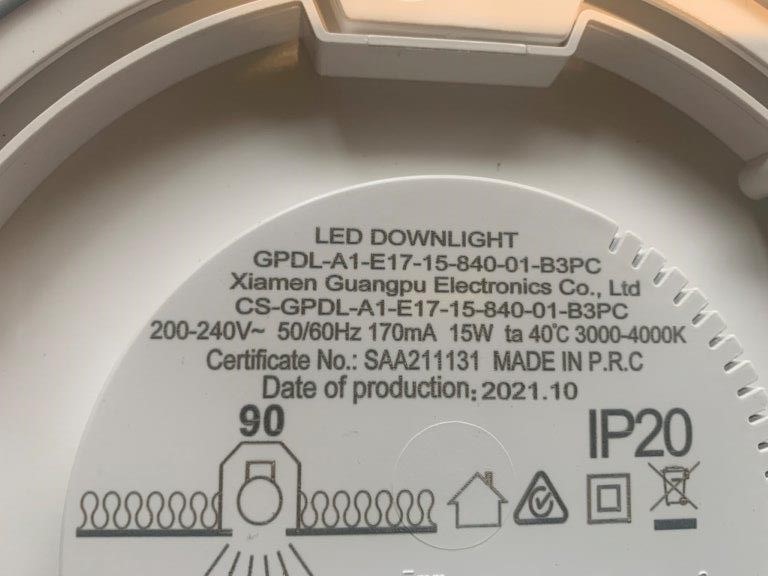 LED DOWNLIGHT
GPDL-A1-E17-15-840-01-B3PC
Xiamen Guangpu Electronics Co., Ltd
CS-GPDL-A1-E17-15-840-01-B3PC
200-240V~ 50/60Hz 170mA 15W ta 40℃ 3000-4000K
Certificate No.: SAA211131 MADE IN P.R.C
Date of production: 2021.10
90
IP20